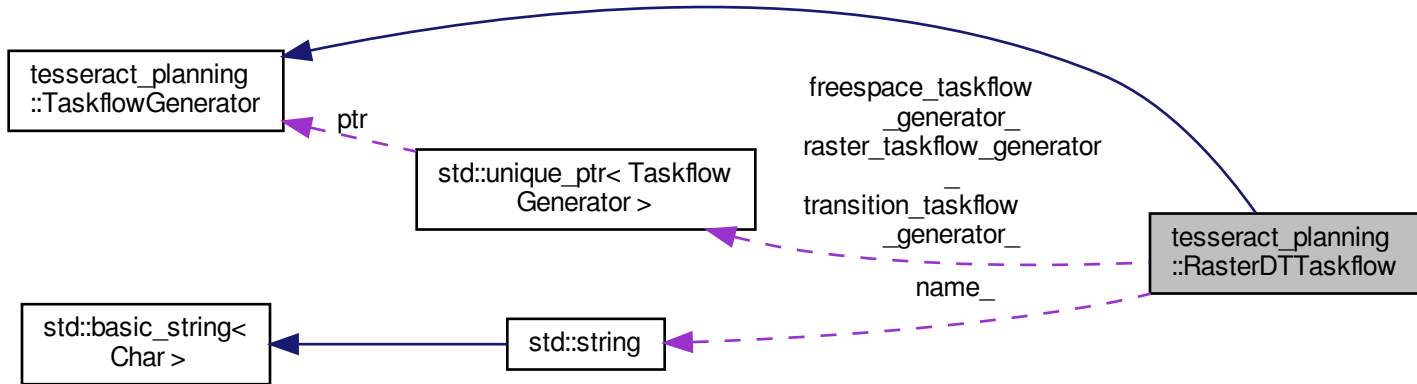 tesseract_planning
::TaskflowGenerator
ptr
std::unique_ptr< Taskflow
Generator >
freespace_taskflow
_generator_
raster_taskflow_generator
_
transition_taskflow
_generator_
tesseract_planning
::RasterDTTaskflow
name_
std::basic_string<
Char >
std::string